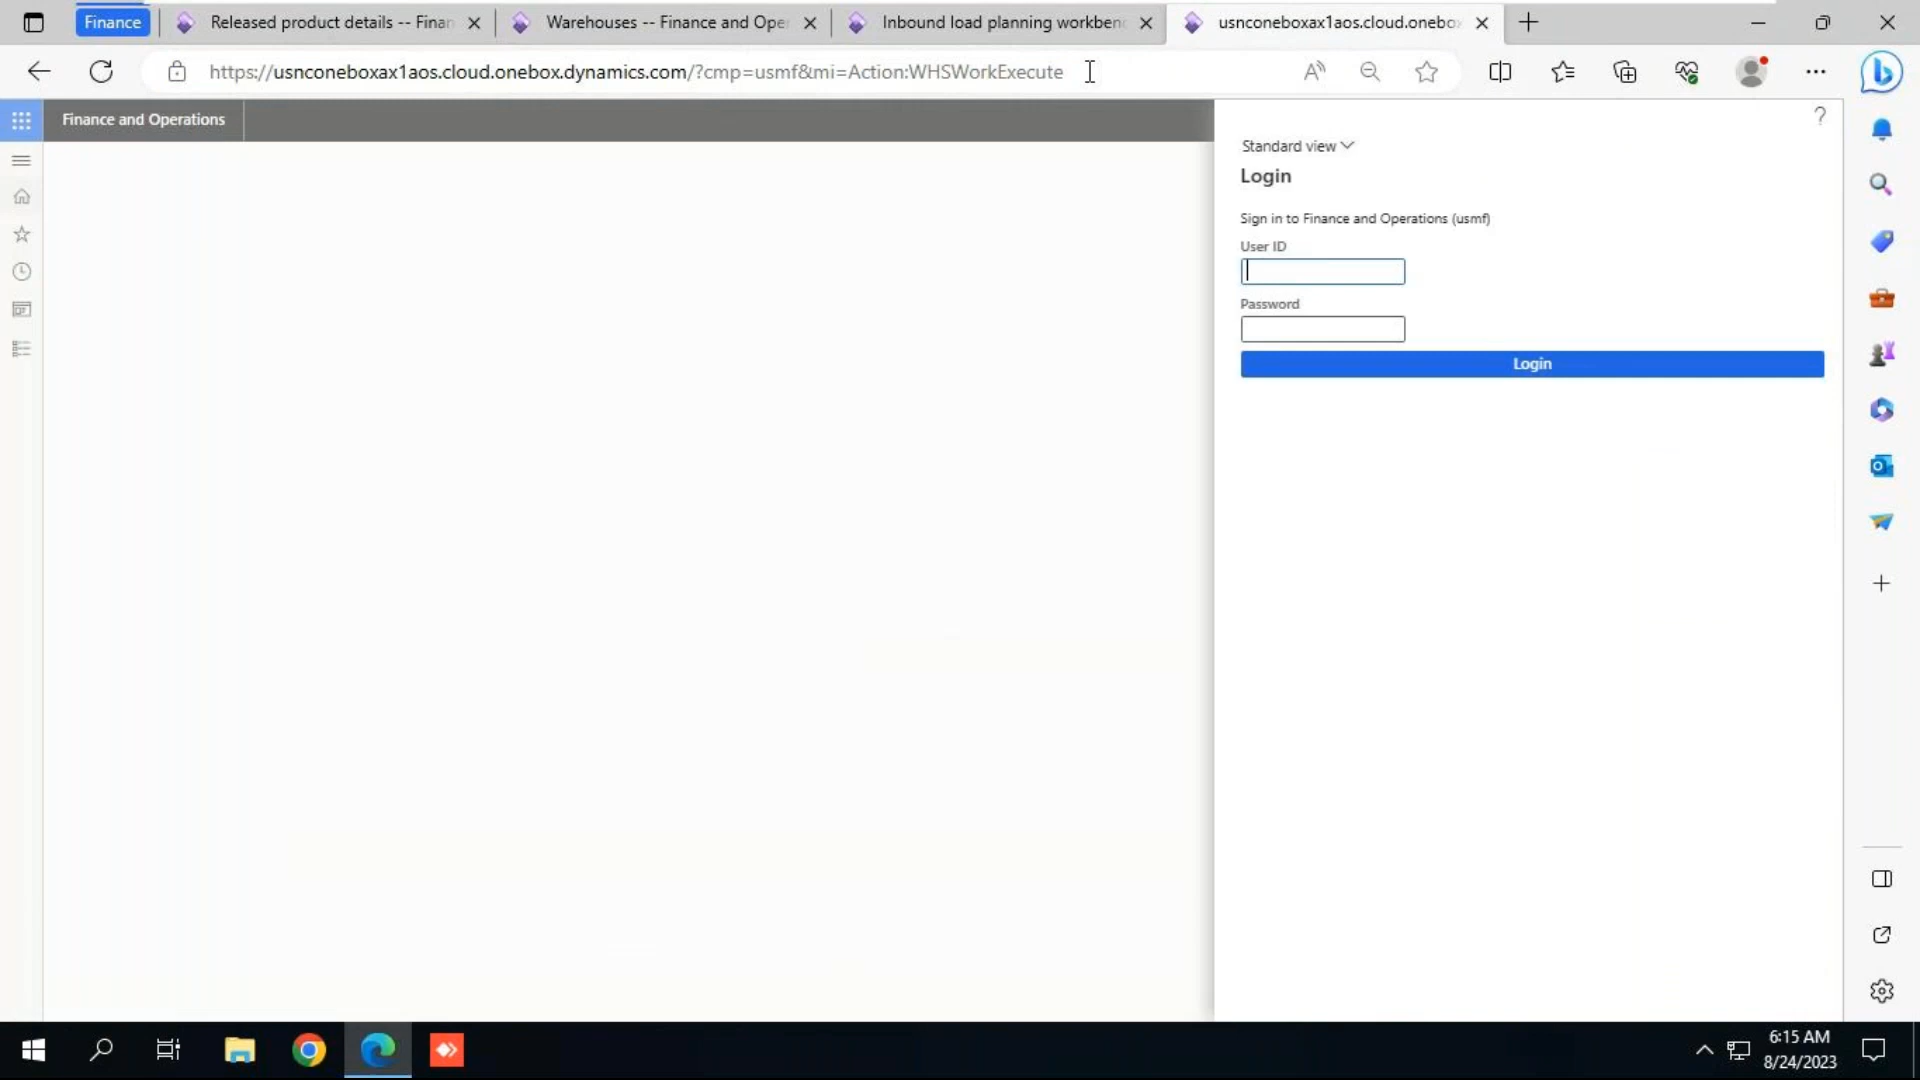 Finance
Released product details -- Finan
Warehouses -- Finance and Ope
Inbound load planning workben
usnconeboxax1aos.cloud.onebo
https://usnconeboxax1aos.cloud.onebox.dynamics.com/?cmp=usmf&mi=Action:WHSWorkExecute
Finance and Operations
Standard view
Login
Sign in to Finance and Operations (usmf)
User ID
Password
Login
6:15 AM
8/24/2023